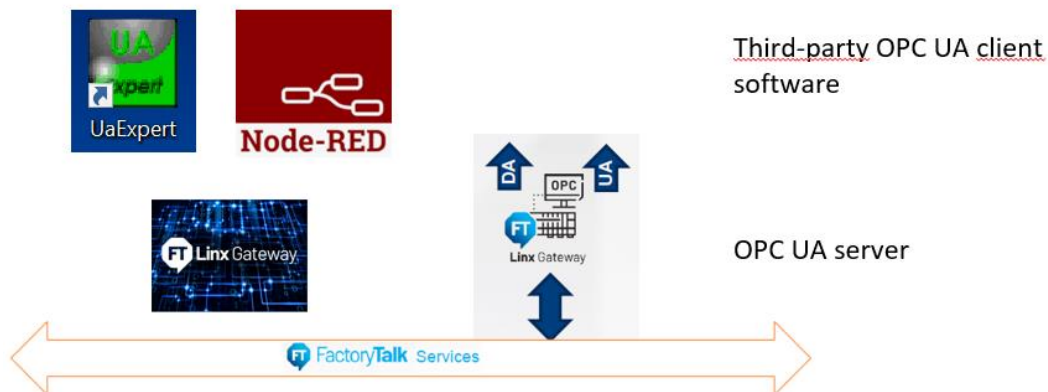 UA
expert
UaExpert
Node-RED
Third-party OPC UA client
software
DA
UA
OPC
FT
Linx Gateway
FT Linx Gateway
OPC UA server
FT FactoryTalk Services